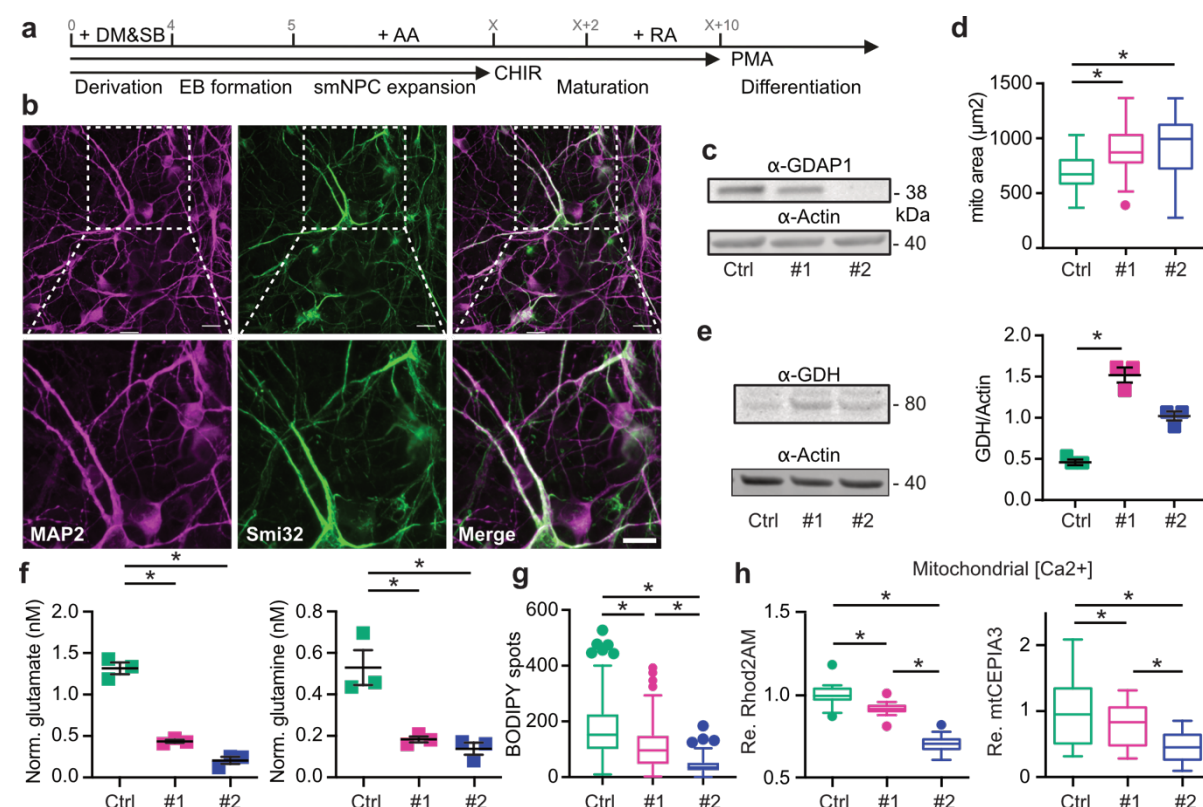 a
0 4 5 X X+2 X+10
+ DM&SB + AA + RA
CHIR PMA
Derivation EB formation smNPC expansion Maturation Differentiation
b
MAP2 Smi32 Merge
c
α-GDAP1
- 38
kDa
α-Actin
- 40
Ctrl #1 #2
d
mito area (µm2)
1500
1000
500
0
* *
Ctrl #1 #2
e
α-GDH
- 80
α-Actin
- 40
Ctrl #1 #2
GDH/Actin
2.0
1.5
1.0
0.5
0.0
*
Ctrl #1 #2
f
Norm. glutamate (nM)
2.0
1.5
1.0
0.5
0.0
* *
Ctrl #1 #2
Norm. glutamine (nM)
0.8
0.6
0.4
0.2
0.0
* *
Ctrl #1 #2
g
BODIPY spots
600
400
200
0
* * *
Ctrl #1 #2
h
Mitochondrial [Ca2+]
Re. Rhod2AM
1.5
1.0
0.5
* * *
Ctrl #1 #2
Re. mtCEPIA3
2
1
0
* * *
Ctrl #1 #2